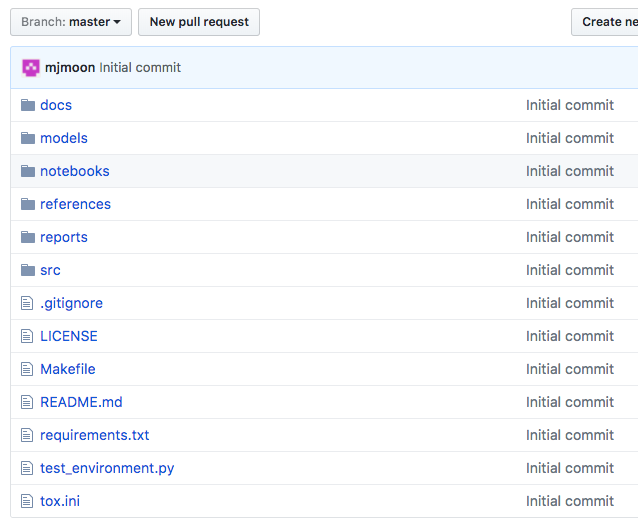 Branch: master New pull request Create ne
mjmoon Initial commit
docs Initial commit
models Initial commit
notebooks Initial commit
references Initial commit
reports Initial commit
src Initial commit
.gitignore Initial commit
LICENSE Initial commit
Makefile Initial commit
README.md Initial commit
requirements.txt Initial commit
test_environment.py Initial commit
tox.ini Initial commit